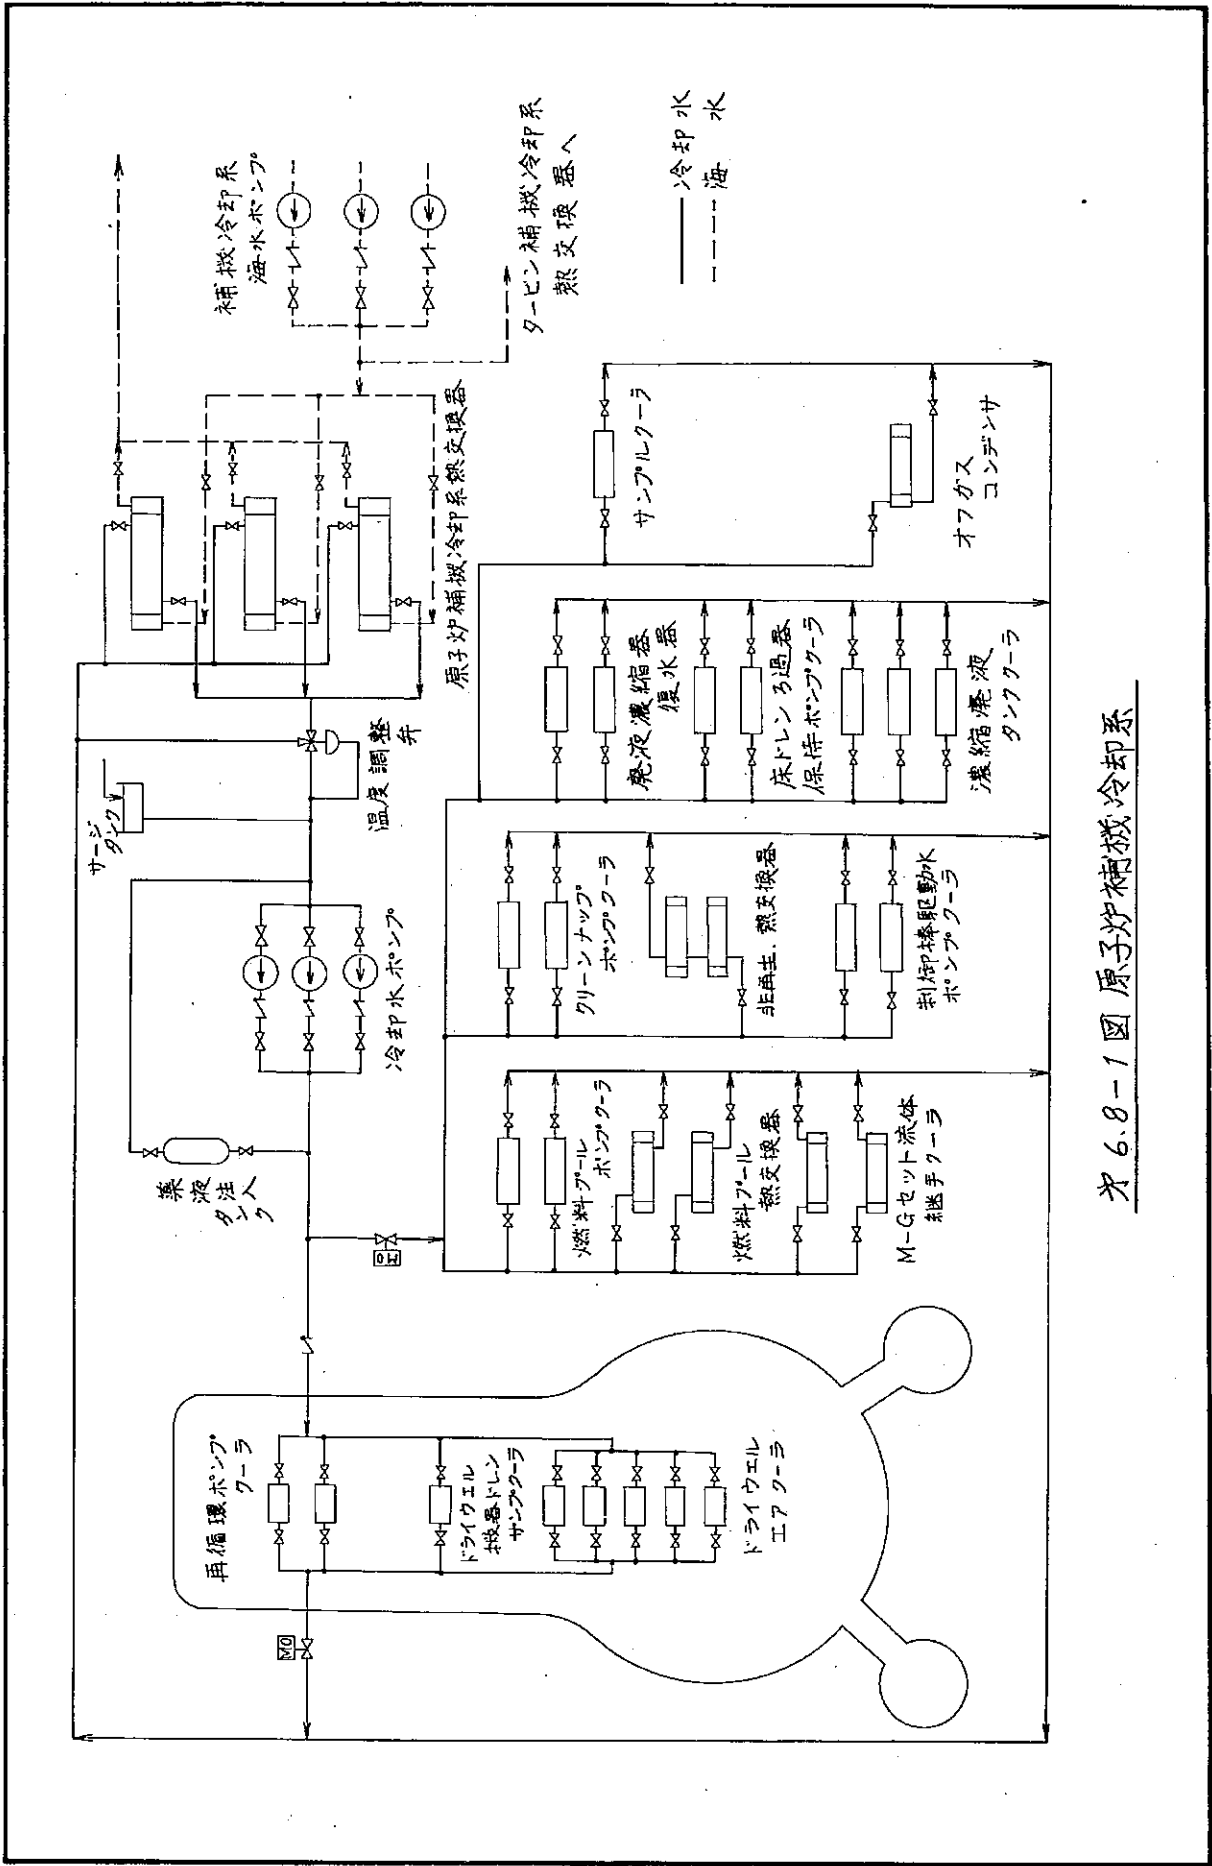 再循環ポンプ
クーラ
MO
ドライウエル
機器ドレン
サンプクーラ
ドライウエル
エアクーラ
薬液注入
タンク
サージ
タンク
冷却水ポンプ
温度調整
弁
原子炉補機冷却系熱交換器
補機冷却系
海水ポンプ
タービン補機冷却系
熱交換器へ
冷却水
海水
燃料プール
ポンプクーラ
燃料プール
熱交換器
M-Gセット流体
継手クーラ
クリーンナップ
ポンプクーラ
非再生熱交換器
制御棒駆動水
ポンプクーラ
廃液濃縮器
復水器
床ドレンろ過器
保持ポンプクーラ
濃縮廃液
タンククーラ
サンプルクーラ
オフガス
コンデンサ
才6.8-1図 原子炉補機冷却系